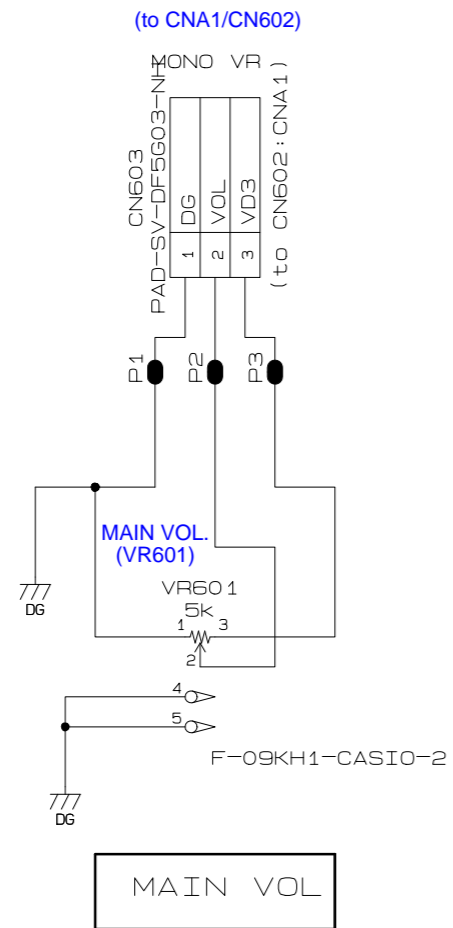 (to CNA1/CN602)
MONO VR
CN603
PAD-SV-DF5G03-NH
DG
VOL
VD3
1
2
3
(to CN602:CNA1)
P1
P2
P3
MAIN VOL.
(VR601)
DG
VR601
5K
1
3
2
4
5
F-09KH1-CASIO-2
DG
MAIN VOL